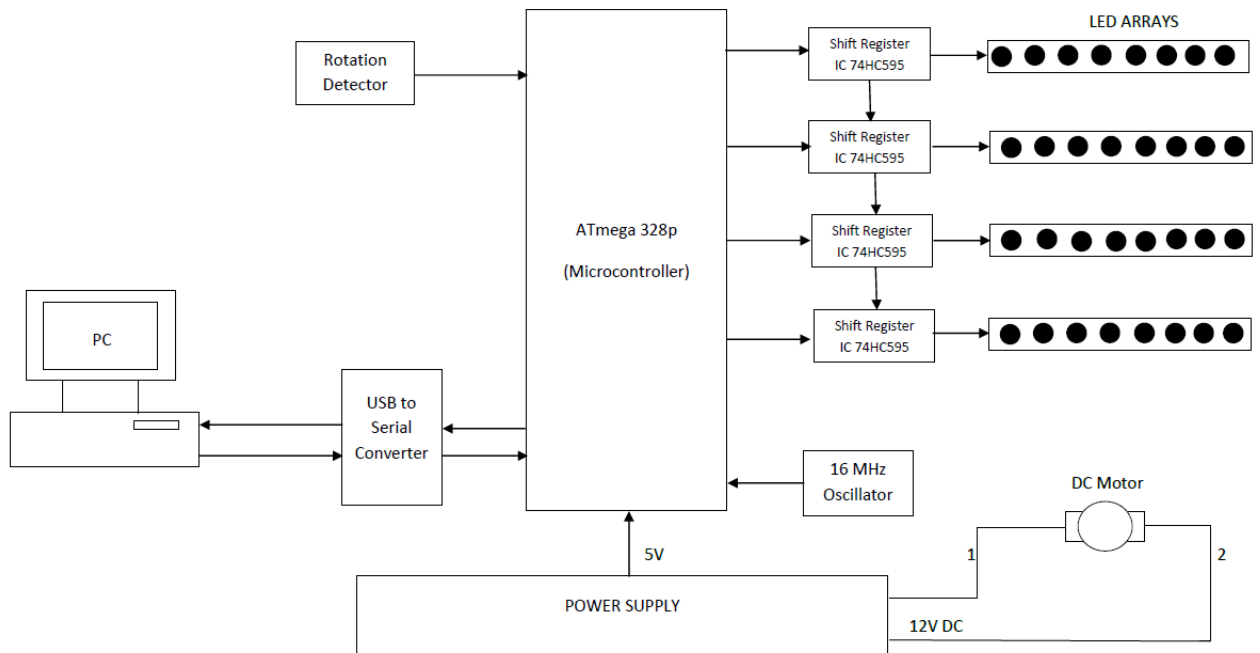 LED ARRAYS
Rotation
Detector
Shift Register
IC 74HC595
Shift Register
IC 74HC595
ATmega 328p
(Microcontroller)
Shift Register
IC 74HC595
Shift Register
IC 74HC595
PC
USB to
Serial
Converter
16 MHz
Oscillator
DC Motor
5V
1
2
POWER SUPPLY
12V DC